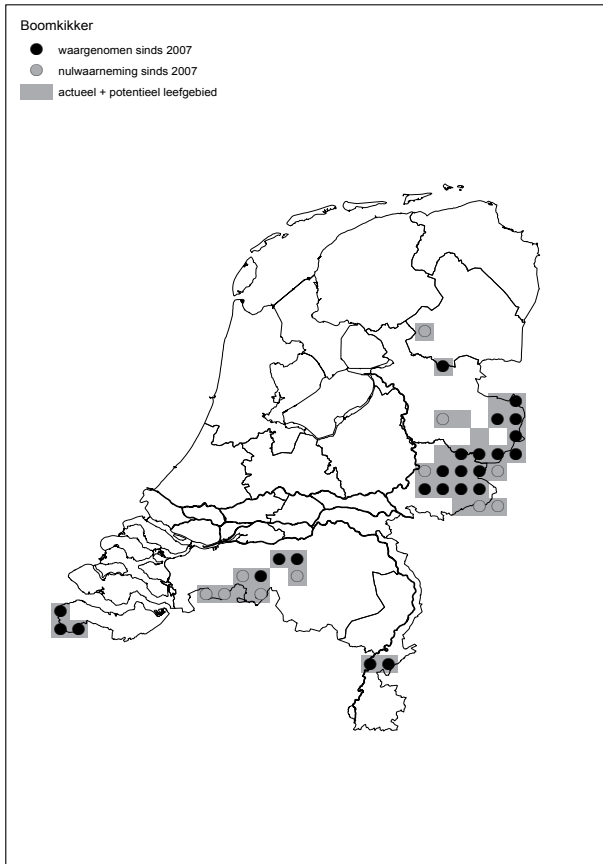 Boomkikker
waargenomen sinds 2007
nulwaarneming sinds 2007
actueel + potentieel leefgebied